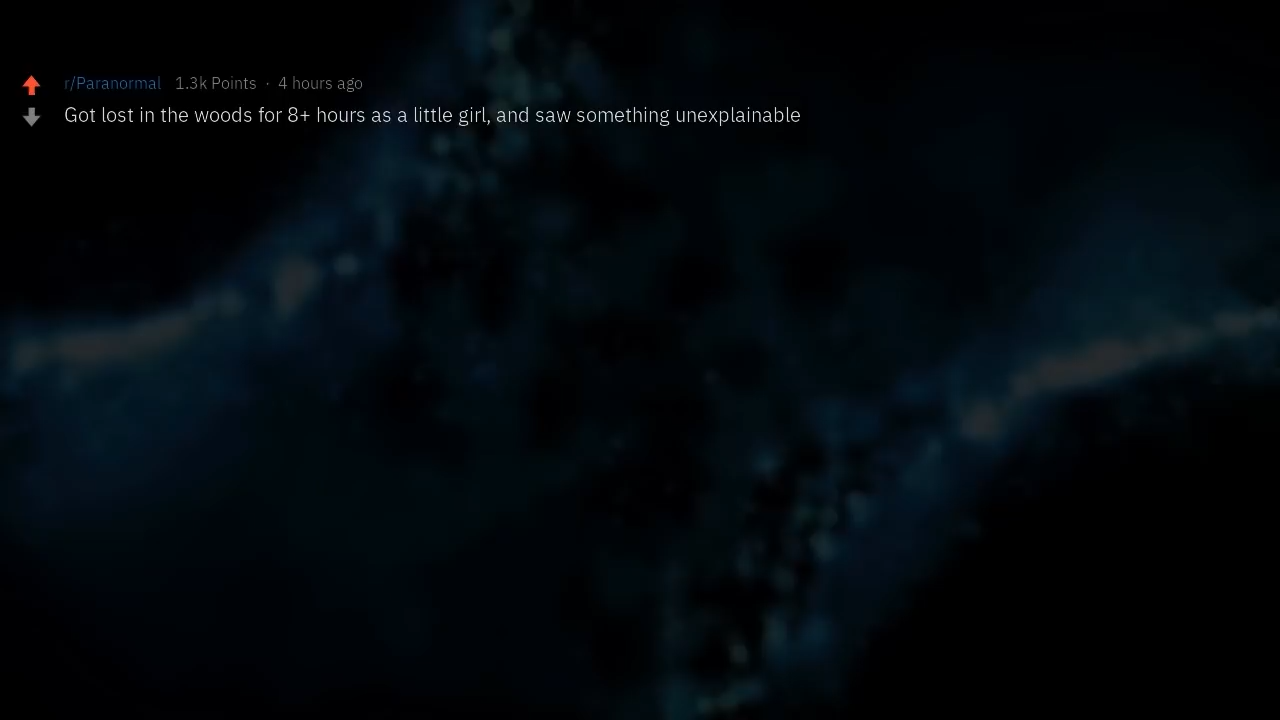 r/Paranormal 1.3k Points · 4 hours ago
Got lost in the woods for 8+ hours as a little girl, and saw something unexplainable